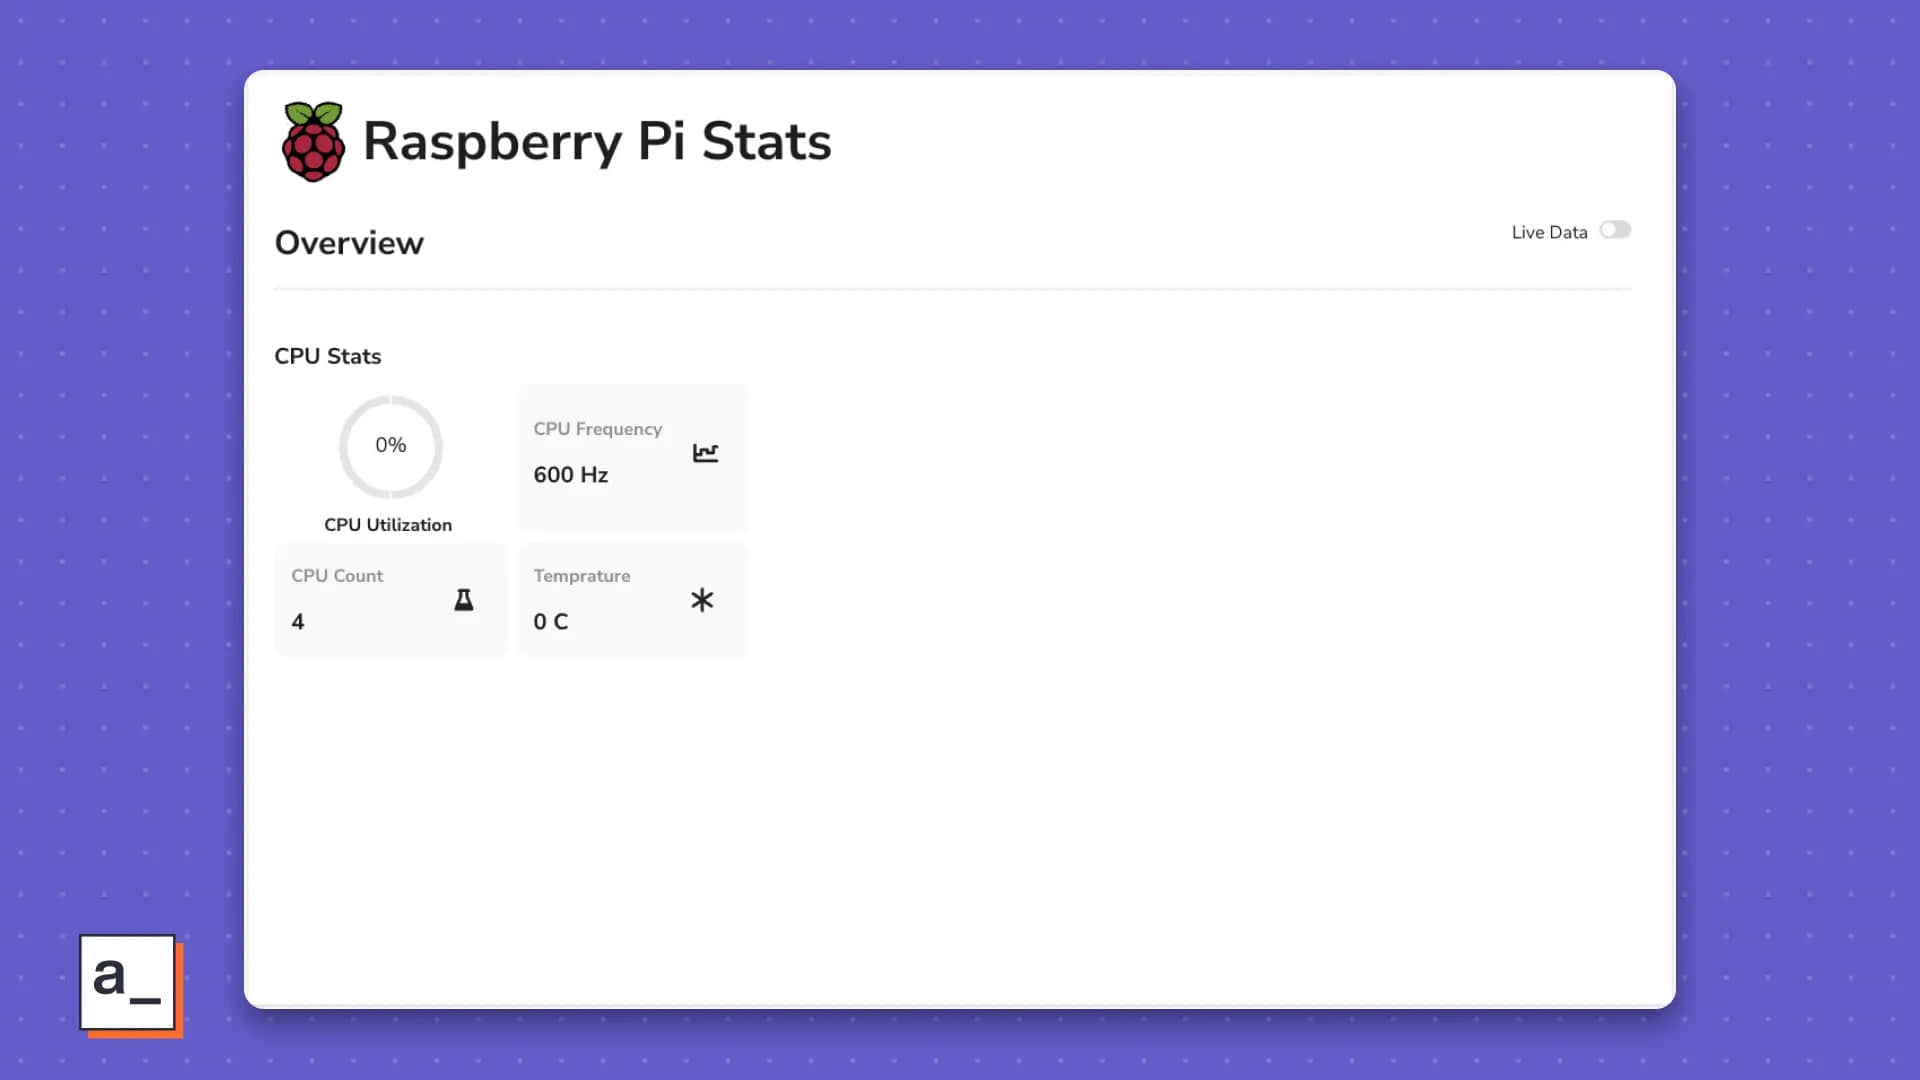 Raspberry Pi Stats
Overview
Live Data
CPU Stats
0%
CPU Utilization
CPU Frequency
600 Hz
CPU Count
4
Temprature
0 C
a_